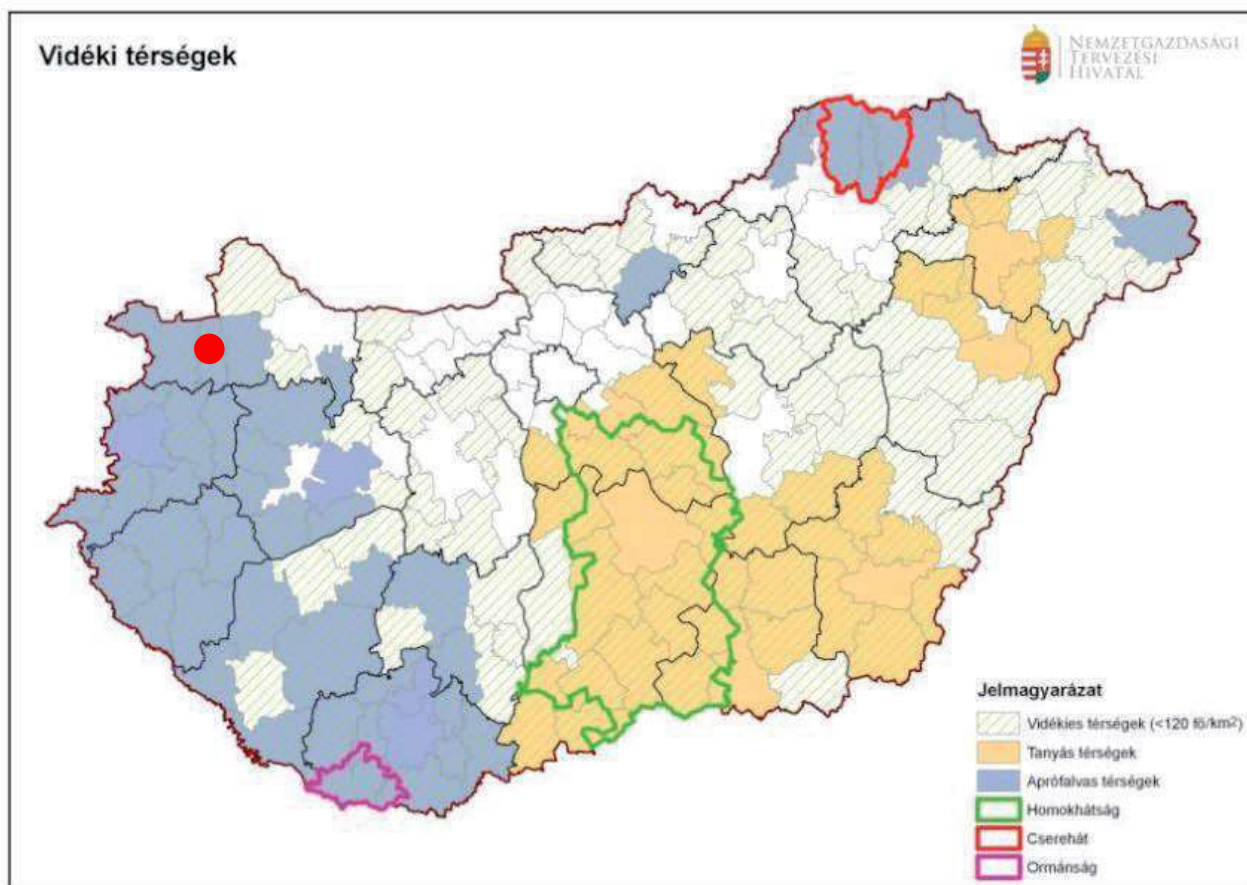 Vidéki térségek
NEMZETGAZDASÁGI
TERVEZÉSI
HIVATAL
Jelmagyarázat
Vidékies térségek (<120 fő/km2)
Tanyás térségek
Aprófalvas térségek
Homokhátság
Cserehát
Ormánság